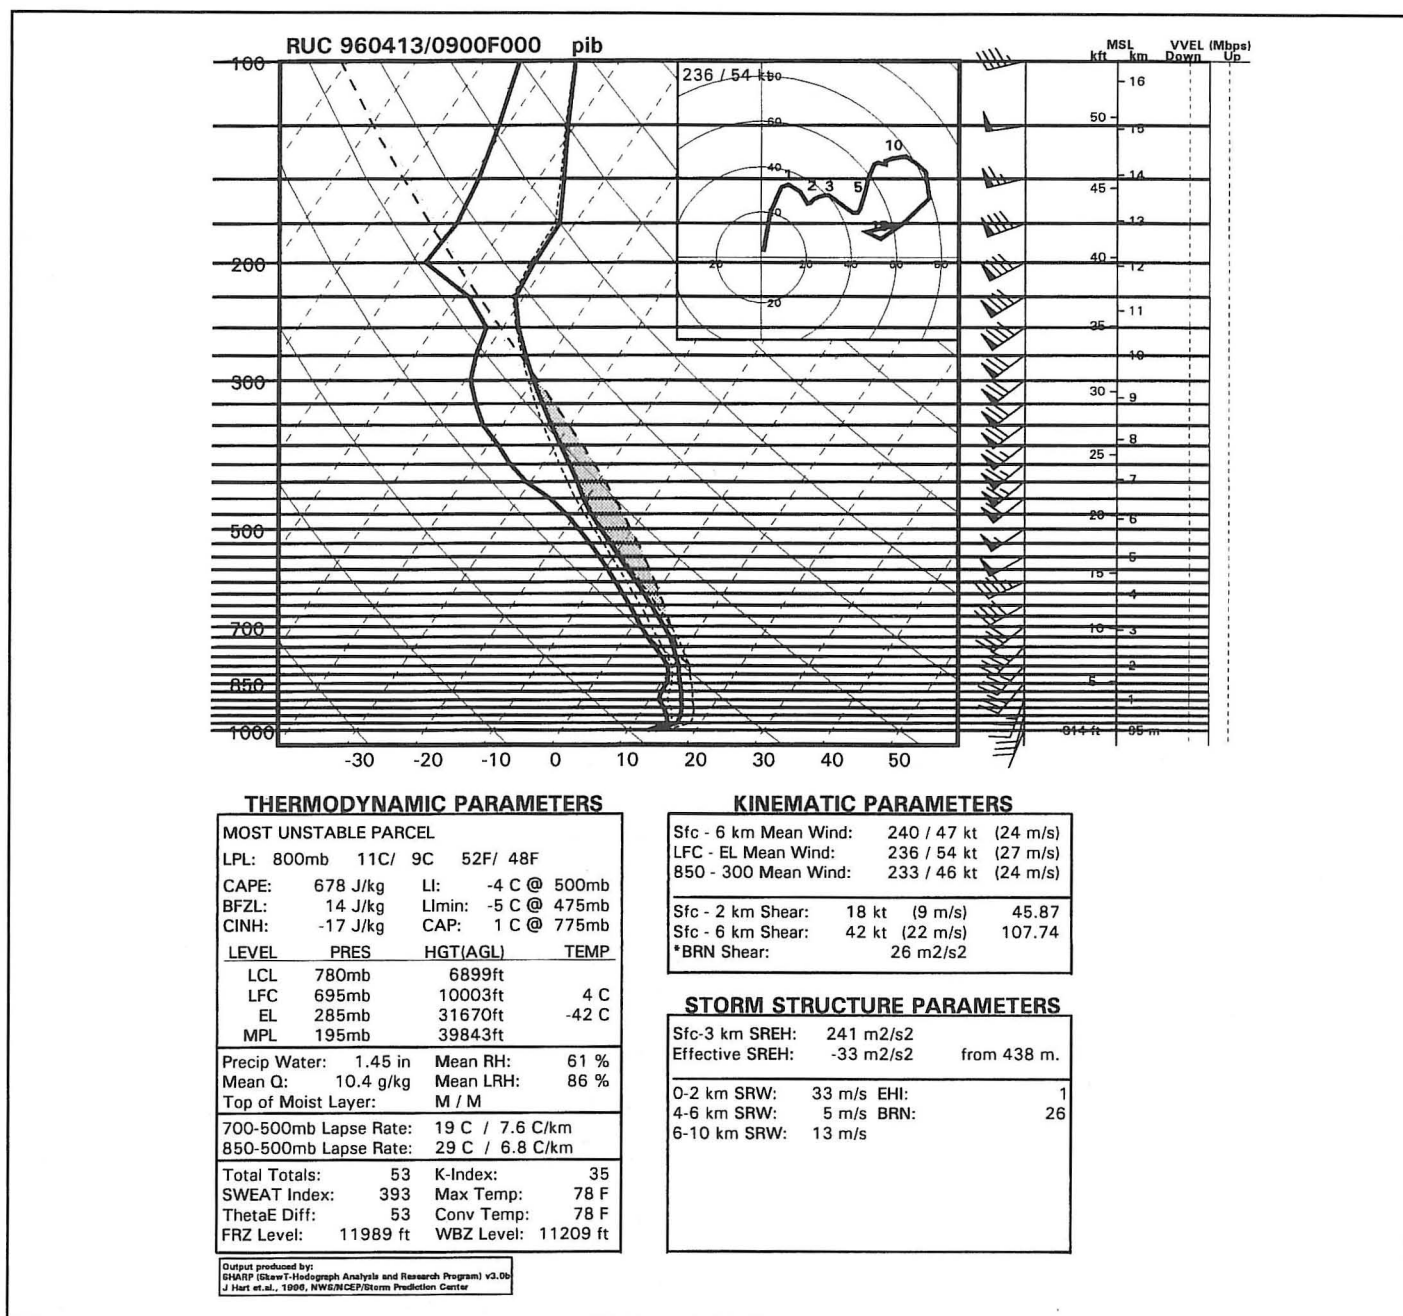 RUC 960413/0900F000 pib
MSL VVEL (Mbps)
kft km Down Up
100
200
300
500
700
850
1000
-30 -20 -10 0 10 20 30 40 50
236 / 54 kt
60
40
20
20 20 40 60 80
20
1 2 3 5 10
16
50 15
45 14
13
40 12
11
35
10
30 9
8
25
7
20 6
5
15
4
10 3
2
5
1
314 ft 95 m
THERMODYNAMIC PARAMETERS
MOST UNSTABLE PARCEL
LPL: 800mb 11C/ 9C 52F/ 48F
CAPE: 678 J/kg LI: -4 C @ 500mb
BFZL: 14 J/kg LImin: -5 C @ 475mb
CINH: -17 J/kg CAP: 1 C @ 775mb
LEVEL PRES HGT(AGL) TEMP
LCL 780mb 6899ft
LFC 695mb 10003ft 4 C
EL 285mb 31670ft -42 C
MPL 195mb 39843ft
Precip Water: 1.45 in Mean RH: 61 %
Mean Q: 10.4 g/kg Mean LRH: 86 %
Top of Moist Layer: M / M
700-500mb Lapse Rate: 19 C / 7.6 C/km
850-500mb Lapse Rate: 29 C / 6.8 C/km
Total Totals: 53 K-Index: 35
SWEAT Index: 393 Max Temp: 78 F
ThetaE Diff: 53 Conv Temp: 78 F
FRZ Level: 11989 ft WBZ Level: 11209 ft
Output produced by:
SHARP (SkewT-Hodograph Analysis and Research Program) v3.0b
J Hart et.al., 1996, NWS/NCEP/Storm Prediction Center
KINEMATIC PARAMETERS
Sfc - 6 km Mean Wind: 240 / 47 kt (24 m/s)
LFC - EL Mean Wind: 236 / 54 kt (27 m/s)
850 - 300 Mean Wind: 233 / 46 kt (24 m/s)
Sfc - 2 km Shear: 18 kt (9 m/s) 45.87
Sfc - 6 km Shear: 42 kt (22 m/s) 107.74
*BRN Shear: 26 m2/s2
STORM STRUCTURE PARAMETERS
Sfc-3 km SREH: 241 m2/s2
Effective SREH: -33 m2/s2 from 438 m.
0-2 km SRW: 33 m/s EHI: 1
4-6 km SRW: 5 m/s BRN: 26
6-10 km SRW: 13 m/s